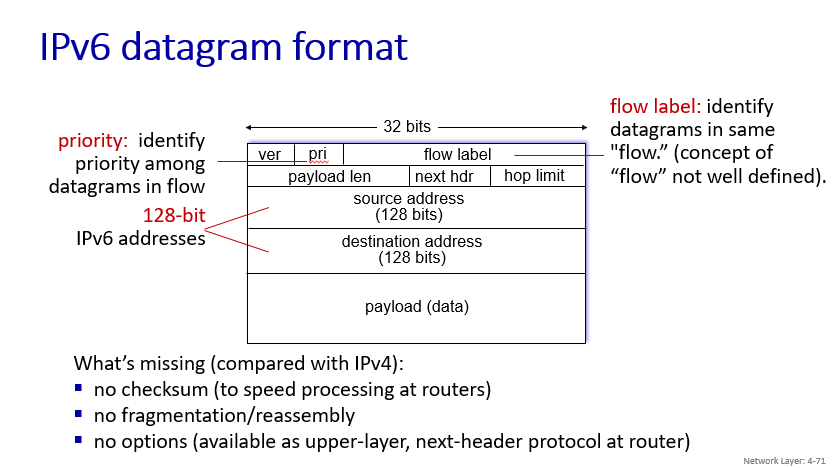 IPv6 datagram format
32 bits
priority: identify
priority among
datagrams in flow
128-bit
IPv6 addresses
ver
pri
flow label
payload len
next hdr
hop limit
source address
(128 bits)
destination address
(128 bits)
payload (data)
flow label: identify
datagrams in same
"flow.” (concept of
“flow” not well defined).
What’s missing (compared with IPv4):
▪ no checksum (to speed processing at routers)
▪ no fragmentation/reassembly
▪ no options (available as upper-layer, next-header protocol at router)
Network Layer: 4-71